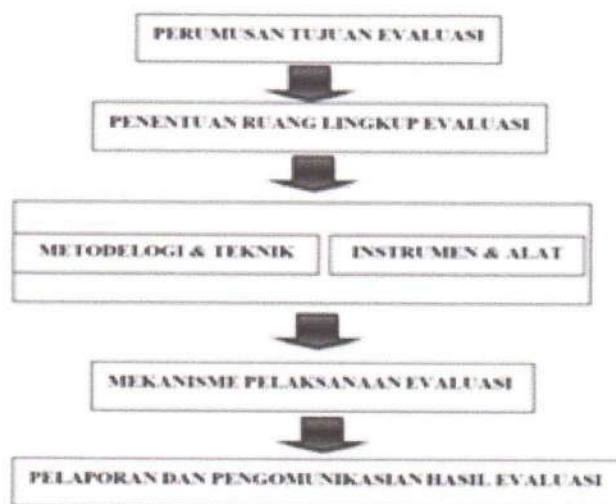 PERUMUSAN TUJUAN EVALUASI
PENENTUAN RUANG LINGKUP EVALUASI
METODELOGI & TEKNIK
INSTRUMEN & ALAT
MEKANISME PELAKSANAAN EVALUASI
PELAPORAN DAN PENGOMUNIKASIAN HASIL EVALUASI